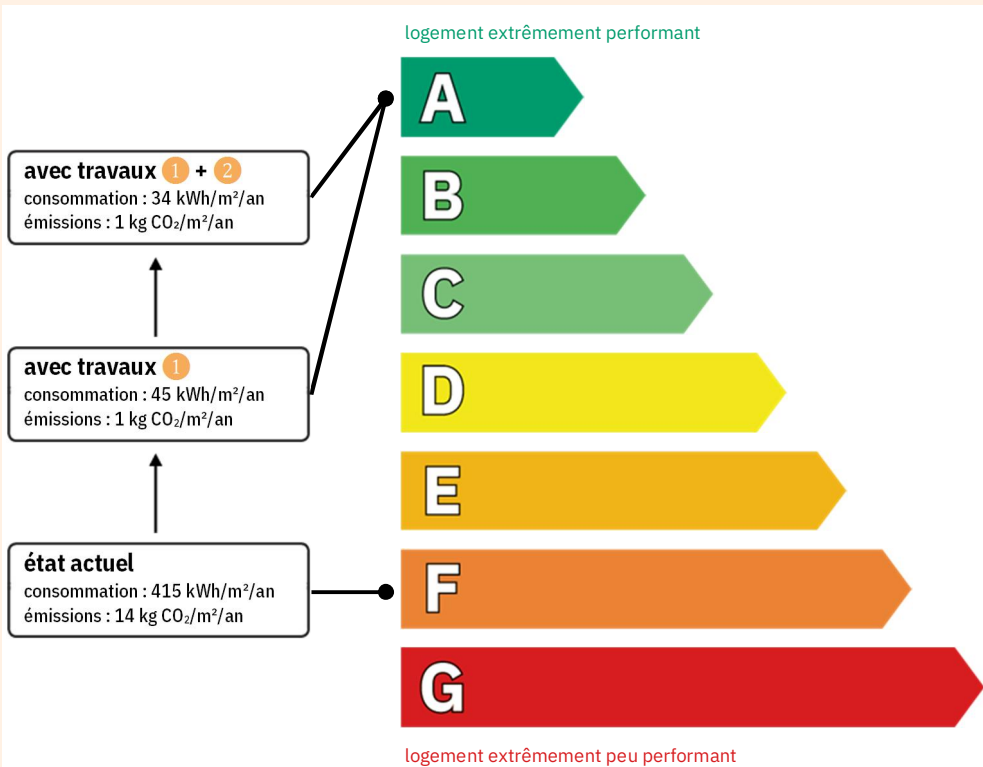 logement extrêmement performant
A
avec travaux 1 + 2
consommation : 34 kWh/m²/an
émissions : 1 kg CO₂/m²/an
B
C
avec travaux 1
consommation : 45 kWh/m²/an
émissions : 1 kg CO₂/m²/an
D
E
état actuel
consommation : 415 kWh/m²/an
émissions : 14 kg CO₂/m²/an
F
G
logement extrêmement peu performant